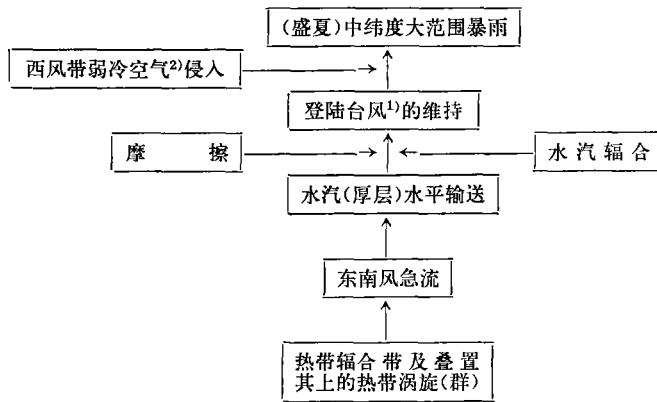 (盛夏)中纬度大范围暴雨
西风带弱冷空气2)侵入
登陆台风1)的维持
摩擦
水汽辐合
水汽(厚层)水平输送
东南风急流
热带辐合带及叠置
其上的热带涡旋(群)